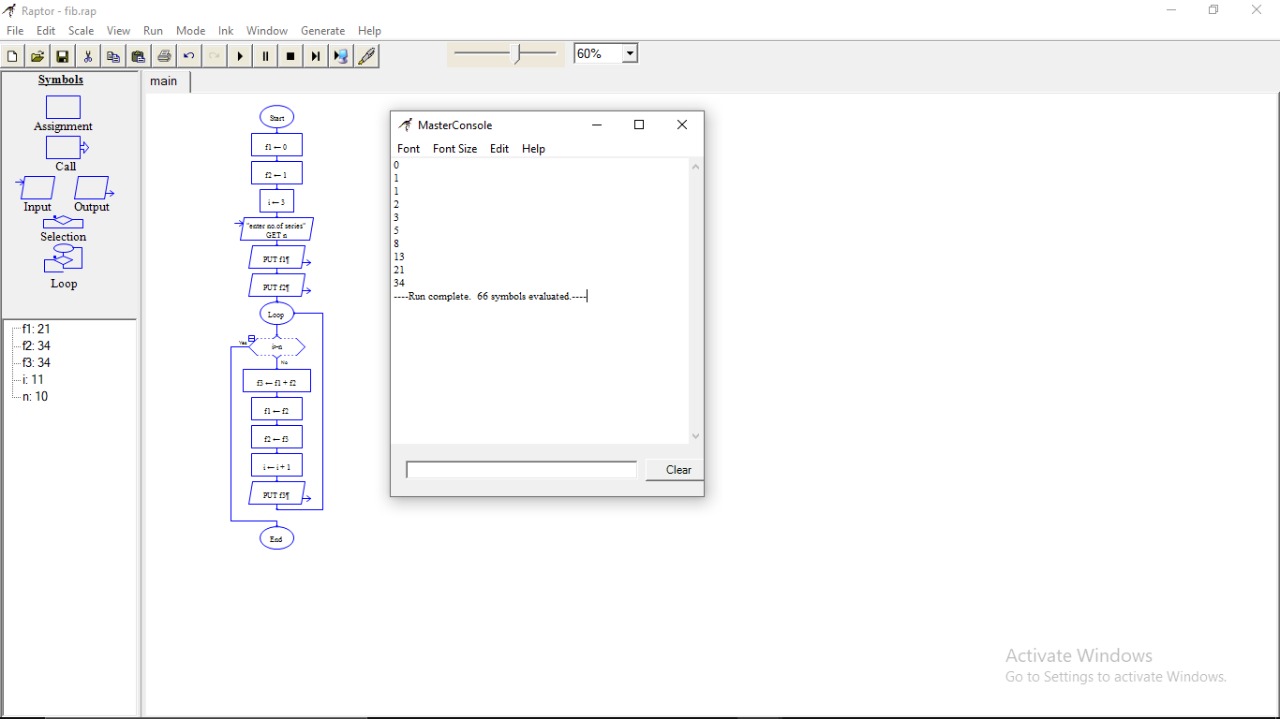 Raptor - fib.rap
File Edit Scale View Run Mode Ink Window Generate Help
60%
Symbols
Assignment
Call
Input Output
Selection
Loop
f1: 21
f2: 34
f3: 34
i: 11
n: 10
main
Start
f1 ← 0
f2 ← 1
i ← 3
"enter no.of series"
GET n
PUT f1¶
PUT f2¶
Loop
Yes
i>n
No
f3 ← f1 + f2
f1 ← f2
f2 ← f3
i ← i + 1
PUT f3¶
End
MasterConsole
Font Font Size Edit Help
0
1
1
2
3
5
8
13
21
34
----Run complete. 66 symbols evaluated.----
Clear
Activate Windows
Go to Settings to activate Windows.